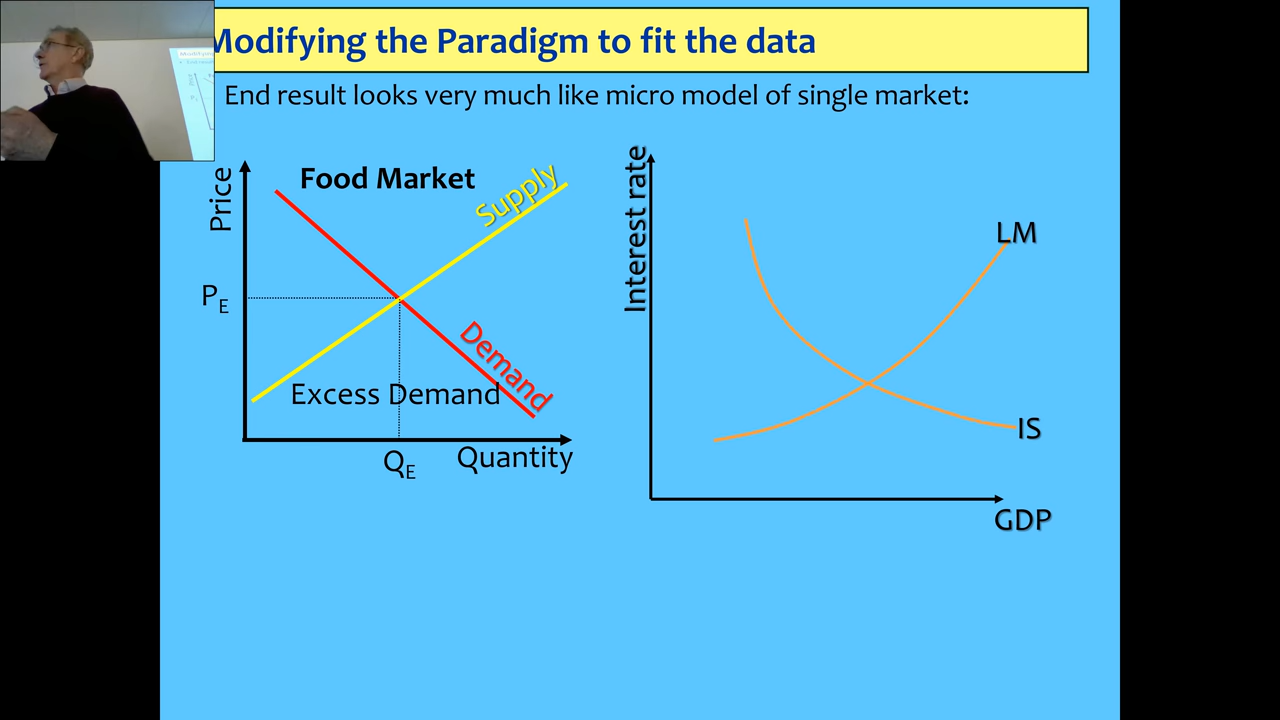 Modifying the Paradigm to fit the data
End result looks very much like micro model of single market:
Price
Food Market
Supply
PE
Demand
Excess Demand
QE
Quantity
Interest rate
LM
IS
GDP